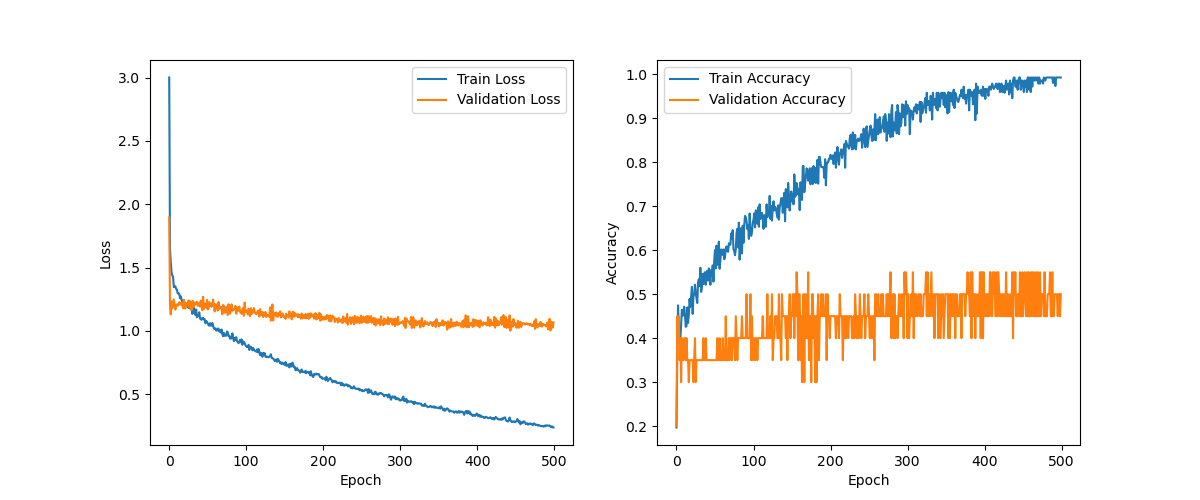 Train Loss
Validation Loss
3.0
2.5
2.0
1.5
1.0
0.5
Loss
0 100 200 300 400 500
Epoch
Train Accuracy
Validation Accuracy
1.0
0.9
0.8
0.7
0.6
0.5
0.4
0.3
0.2
Accuracy
0 100 200 300 400 500
Epoch